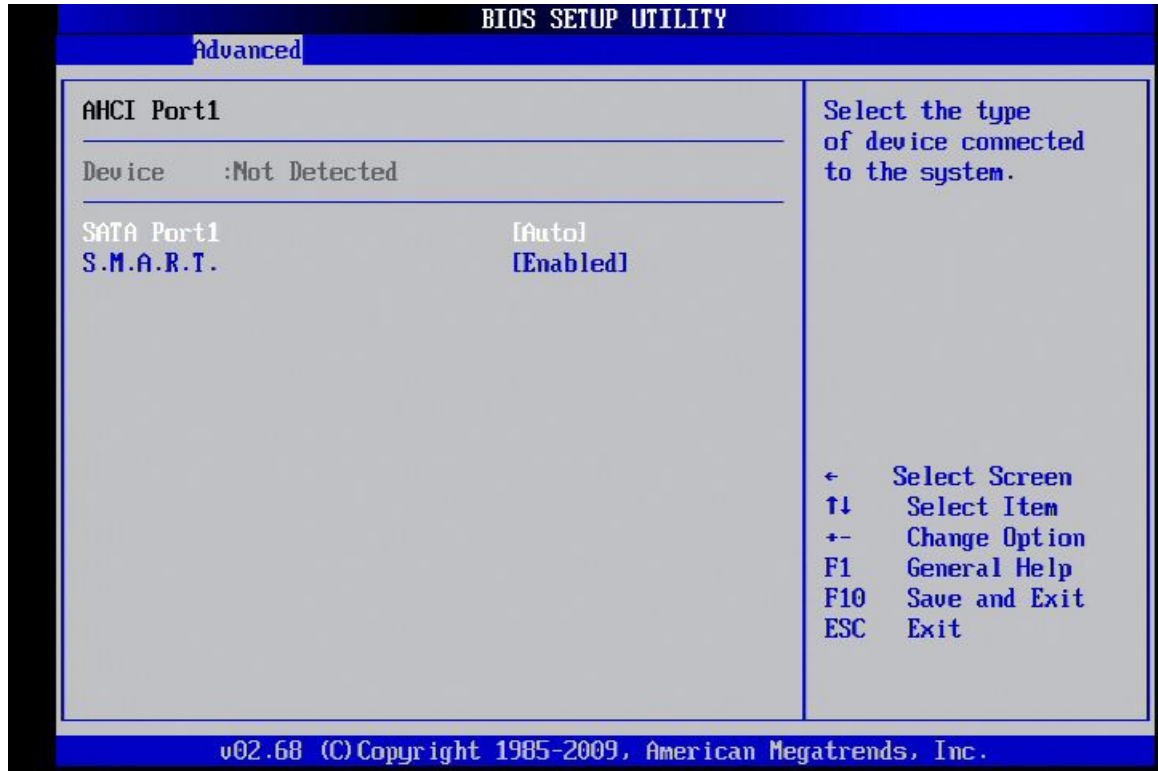 BIOS SETUP UTILITY
Advanced
AHCI Port1
Device :Not Detected
SATA Port1 [Auto]
S.M.A.R.T. [Enabled]
Select the type
of device connected
to the system.
← Select Screen
↑↓ Select Item
+- Change Option
F1 General Help
F10 Save and Exit
ESC Exit
v02.68 (C)Copyright 1985-2009, American Megatrends, Inc.